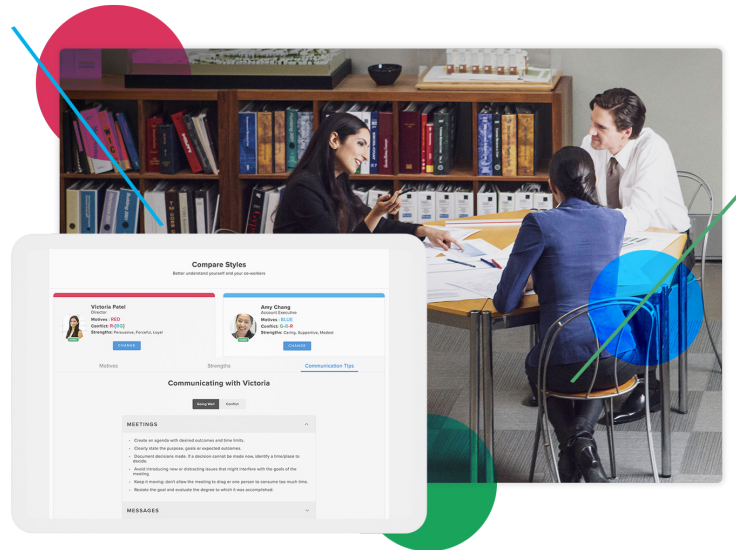 Compare Styles
Better understand yourself and your co-workers
Victoria Patel
Director
Motives : RED
Conflict: R-[BG]
Strengths: Persuasive, Forceful, Loyal
CHANGE
Amy Chang
Account Executive
Motives : BLUE
Conflict: G-B-R
Strengths: Caring, Supportive, Modest
CHANGE
Motives
Strengths
Communication Tips
Communicating with Victoria
Going Well
Conflict
MEETINGS
• Create an agenda with desired outcomes and time limits.
• Clearly state the purpose, goals or expected outcomes.
• Document decisions made. If a decision cannot be made now, identify a time/place to
decide.
• Avoid introducing new or distracting issues that might interfere with the goals of the
meeting.
• Keep it moving; don't allow the meeting to drag or one person to consume too much time.
• Restate the goal and evaluate the degree to which it was accomplished.
MESSAGES